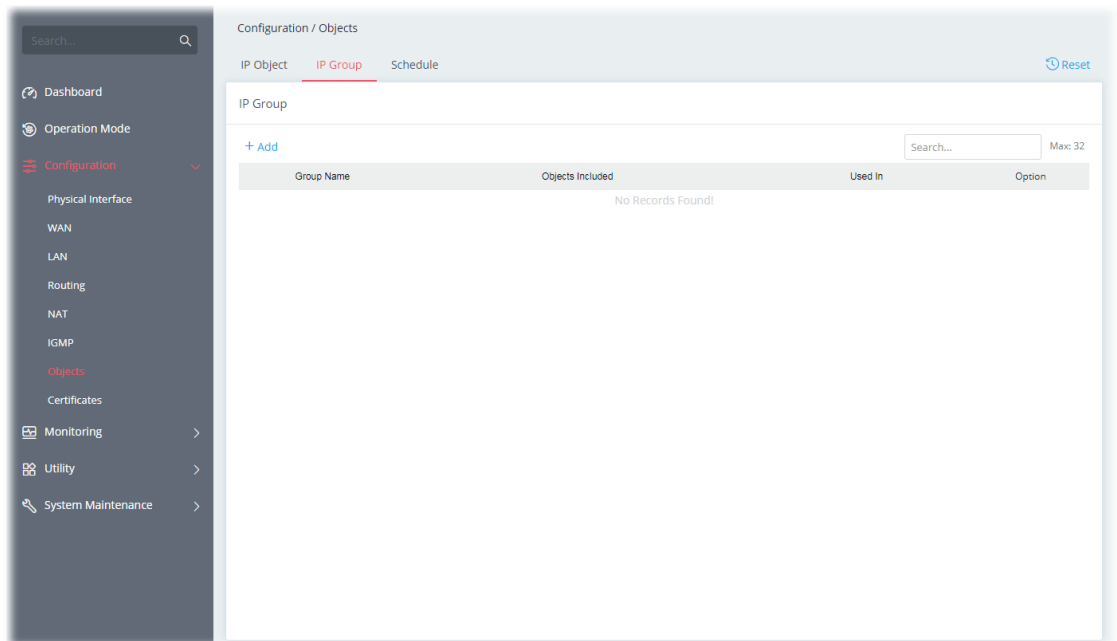 Search...
Dashboard
Operation Mode
Configuration
Physical Interface
WAN
LAN
Routing
NAT
IGMP
Objects
Certificates
Monitoring
Utility
System Maintenance
Configuration / Objects
IP Object IP Group Schedule Reset
IP Group
+ Add Search... Max: 32
Group Name Objects Included Used In Option
No Records Found!